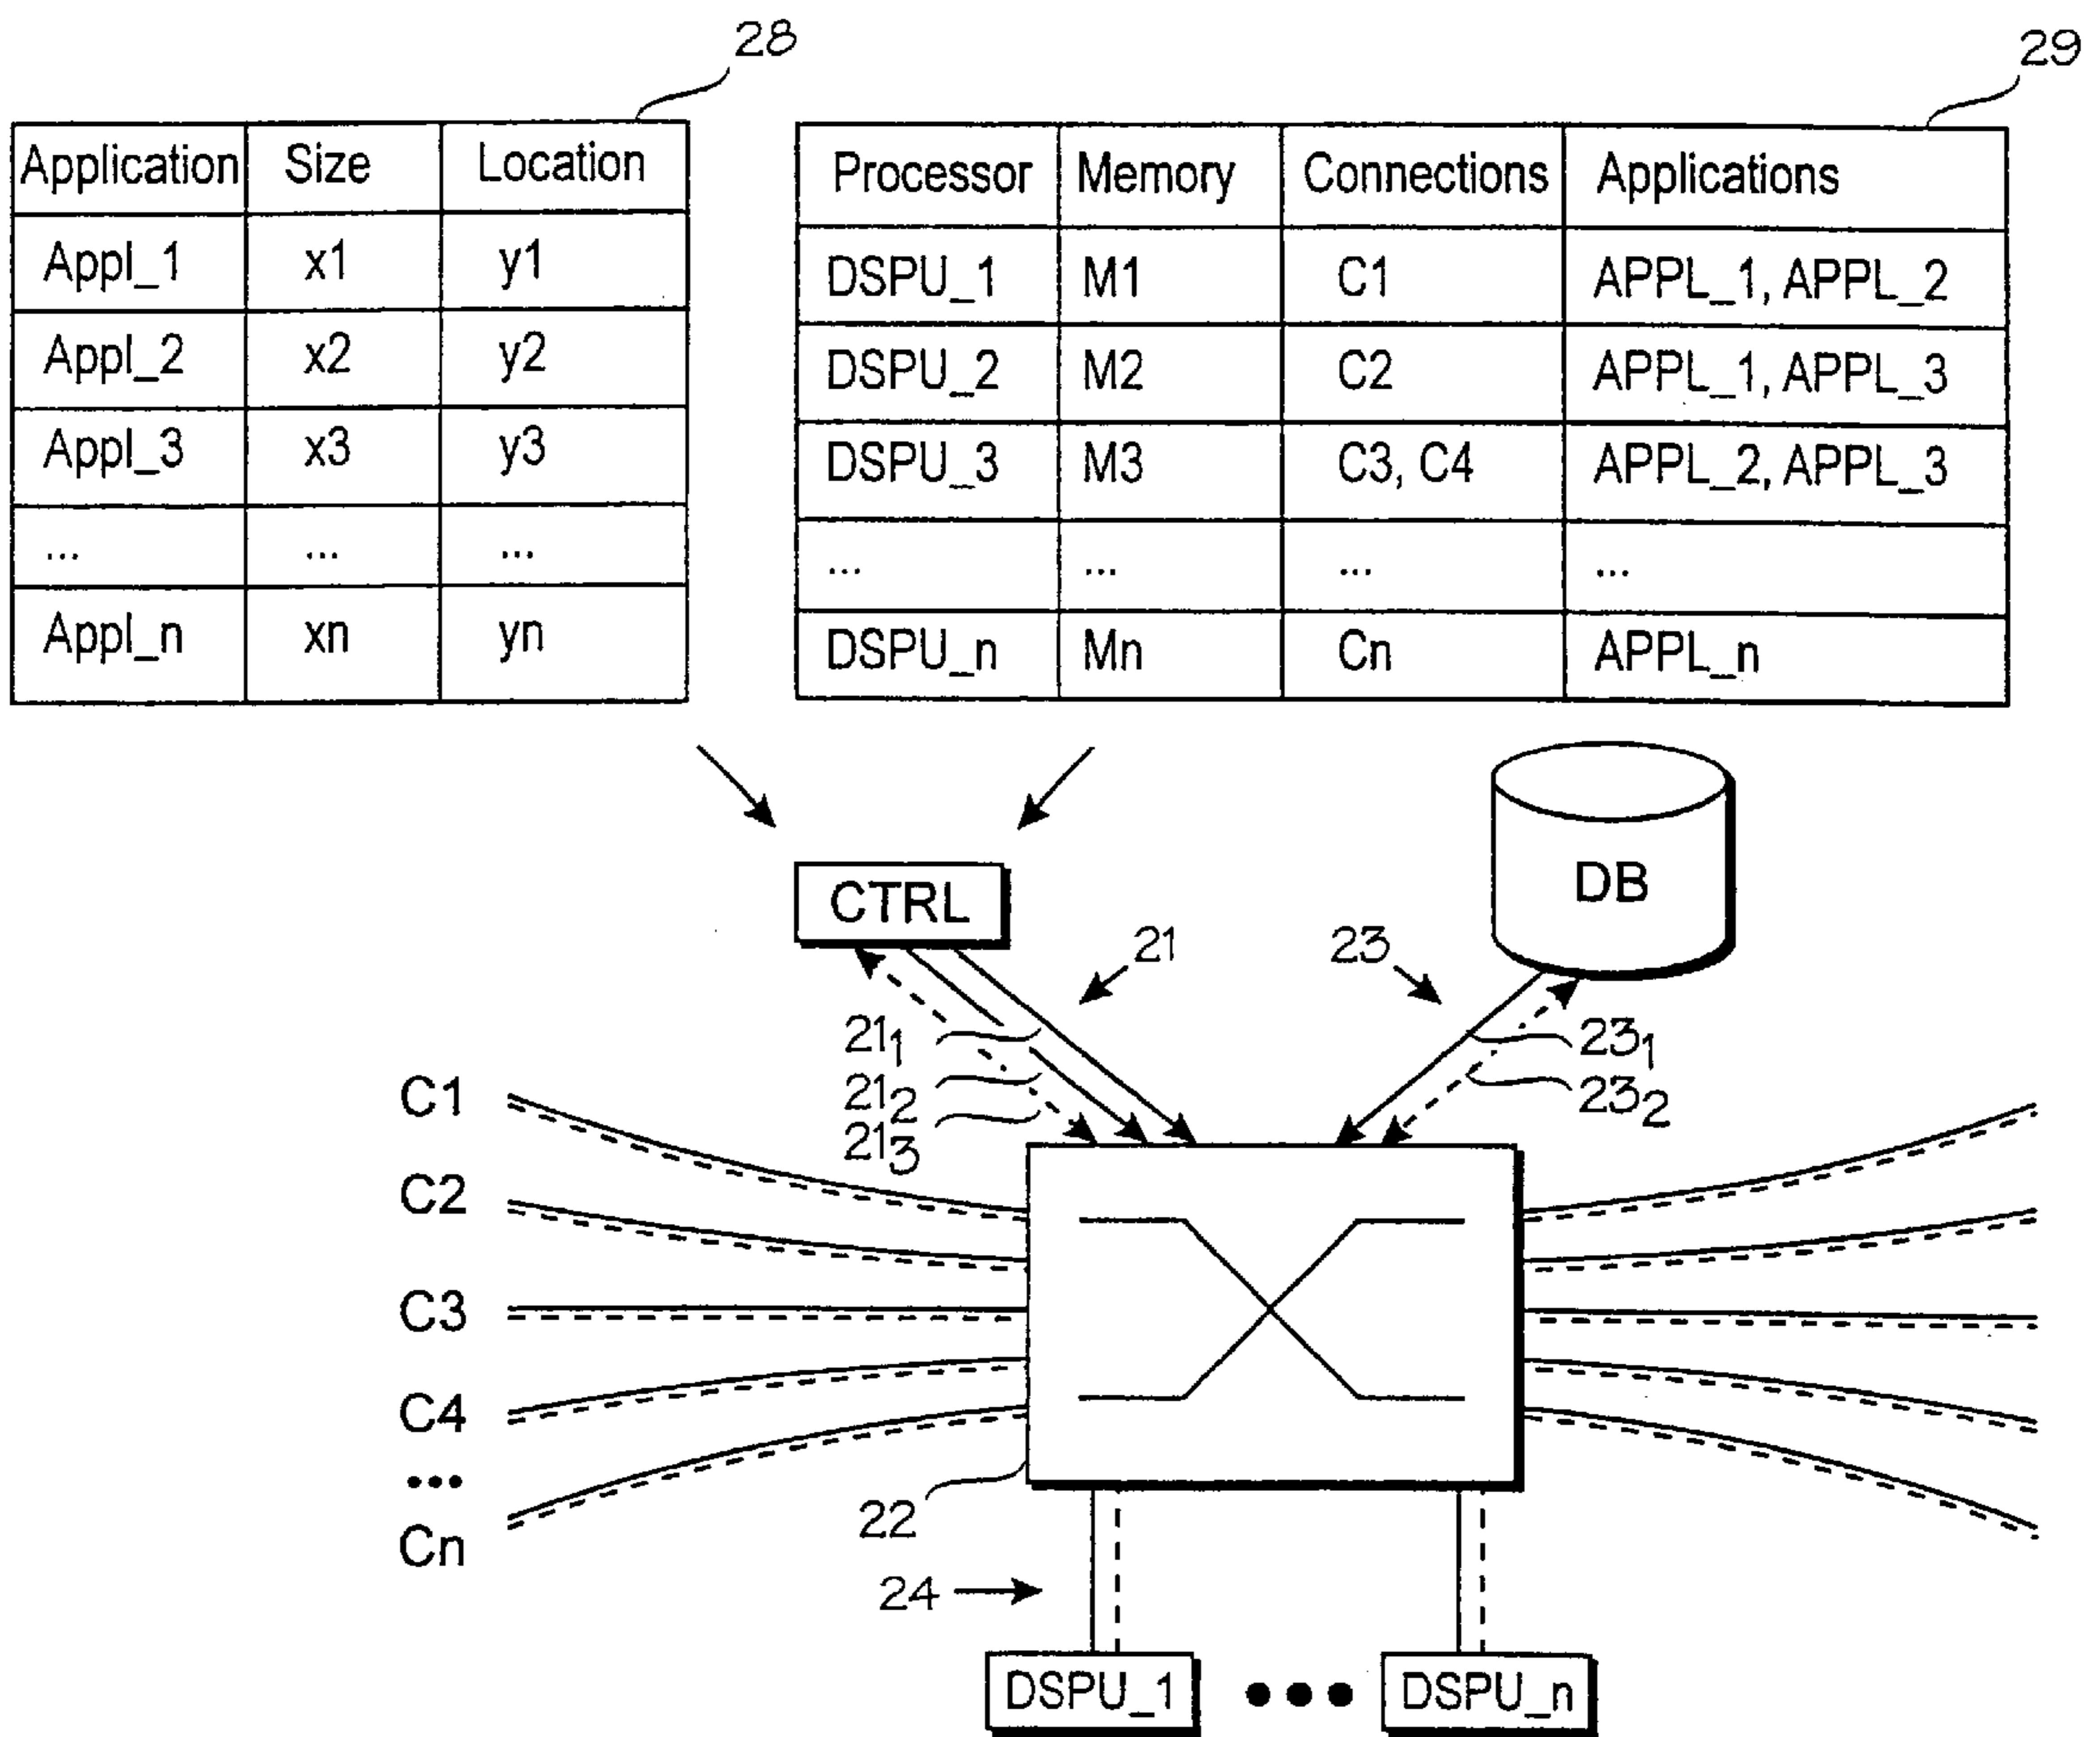 28
29
Application Size Location
Appl_1 x1 y1
Appl_2 x2 y2
Appl_3 x3 y3
... ... ...
Appl_n xn yn
Processor Memory Connections Applications
DSPU_1 M1 C1 APPL_1, APPL_2
DSPU_2 M2 C2 APPL_1, APPL_3
DSPU_3 M3 C3, C4 APPL_2, APPL_3
... ... ... ...
DSPU_n Mn Cn APPL_n
CTRL
DB
21
23
21₁
21₂
21₃
23₁
23₂
C1
C2
C3
C4
...
Cn
22
24
DSPU_1 ... DSPU_n